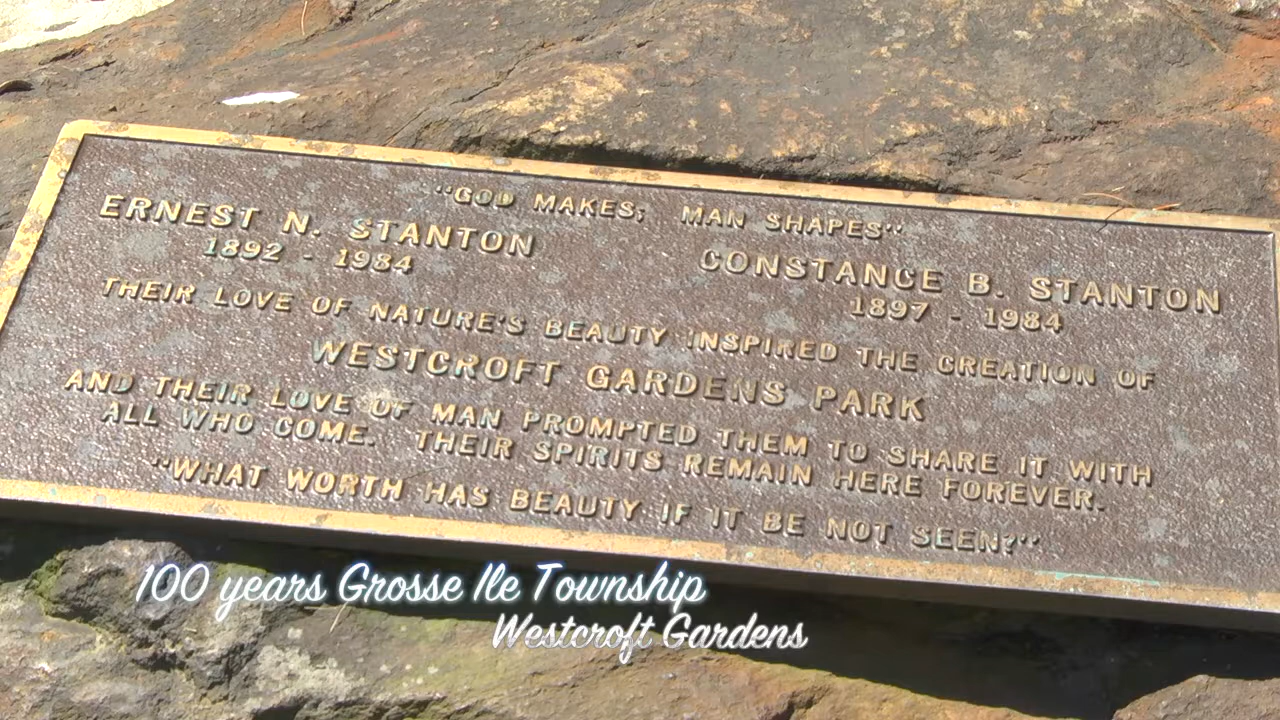 "GOD MAKES; MAN SHAPES"
ERNEST N. STANTON
1892 - 1984
CONSTANCE B. STANTON
1897 - 1984
THEIR LOVE OF NATURE'S BEAUTY INSPIRED THE CREATION OF
WESTCROFT GARDENS PARK
AND THEIR LOVE OF MAN PROMPTED THEM TO SHARE IT WITH
ALL WHO COME. THEIR SPIRITS REMAIN HERE FOREVER.
"WHAT WORTH HAS BEAUTY IF IT BE NOT SEEN?"
100 years Grosse Ile Township
Westcroft Gardens